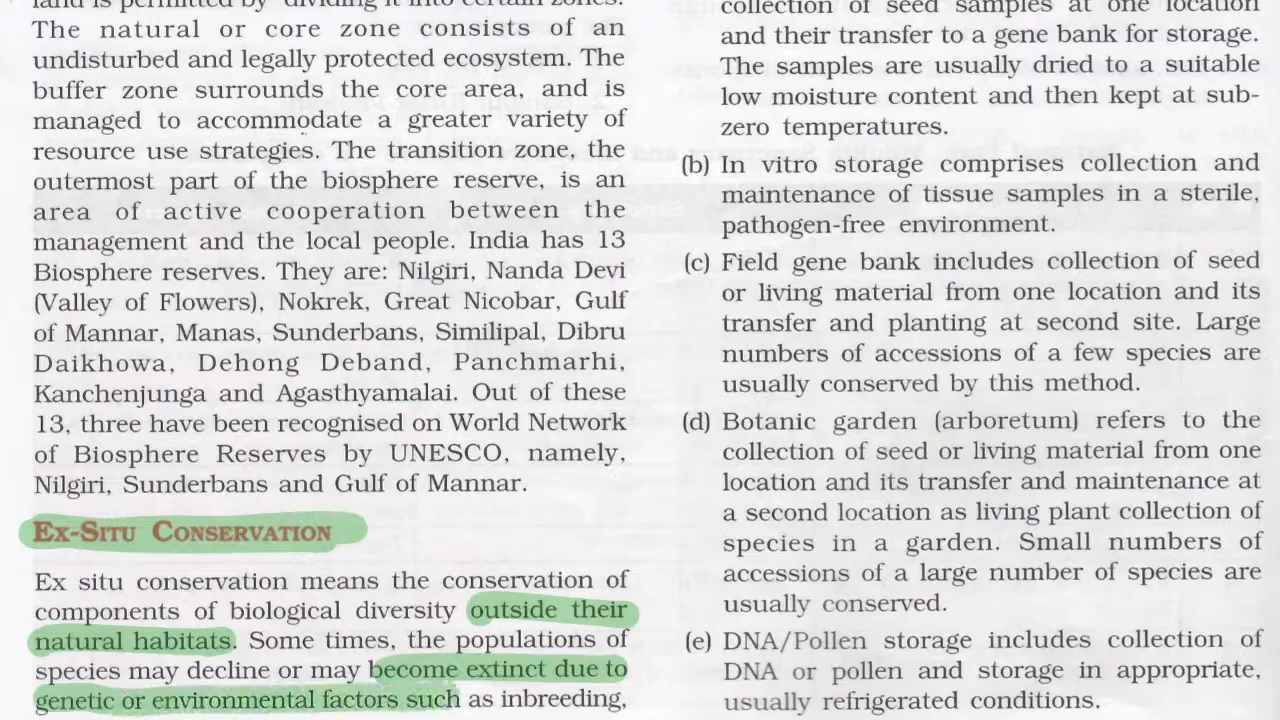 land is permitted by dividing it into certain zones.
The natural or core zone consists of an
undisturbed and legally protected ecosystem. The
buffer zone surrounds the core area, and is
managed to accommodate a greater variety of
resource use strategies. The transition zone, the
outermost part of the biosphere reserve, is an
area of active cooperation between the
management and the local people. India has 13
Biosphere reserves. They are: Nilgiri, Nanda Devi
(Valley of Flowers), Nokrek, Great Nicobar, Gulf
of Mannar, Manas, Sunderbans, Similipal, Dibru
Daikhowa, Dehong Deband, Panchmarhi,
Kanchenjunga and Agasthyamalai. Out of these
13, three have been recognised on World Network
of Biosphere Reserves by UNESCO, namely,
Nilgiri, Sunderbans and Gulf of Mannar.
EX-SITU CONSERVATION
Ex situ conservation means the conservation of
components of biological diversity outside their
natural habitats. Some times, the populations of
species may decline or may become extinct due to
genetic or environmental factors such as inbreeding,
collection of seed samples at one location
and their transfer to a gene bank for storage.
The samples are usually dried to a suitable
low moisture content and then kept at sub-
zero temperatures.
(b) In vitro storage comprises collection and
maintenance of tissue samples in a sterile,
pathogen-free environment.
(c) Field gene bank includes collection of seed
or living material from one location and its
transfer and planting at second site. Large
numbers of accessions of a few species are
usually conserved by this method.
(d) Botanic garden (arboretum) refers to the
collection of seed or living material from one
location and its transfer and maintenance at
a second location as living plant collection of
species in a garden. Small numbers of
accessions of a large number of species are
usually conserved.
(e) DNA/Pollen storage includes collection of
DNA or pollen and storage in appropriate,
usually refrigerated conditions.